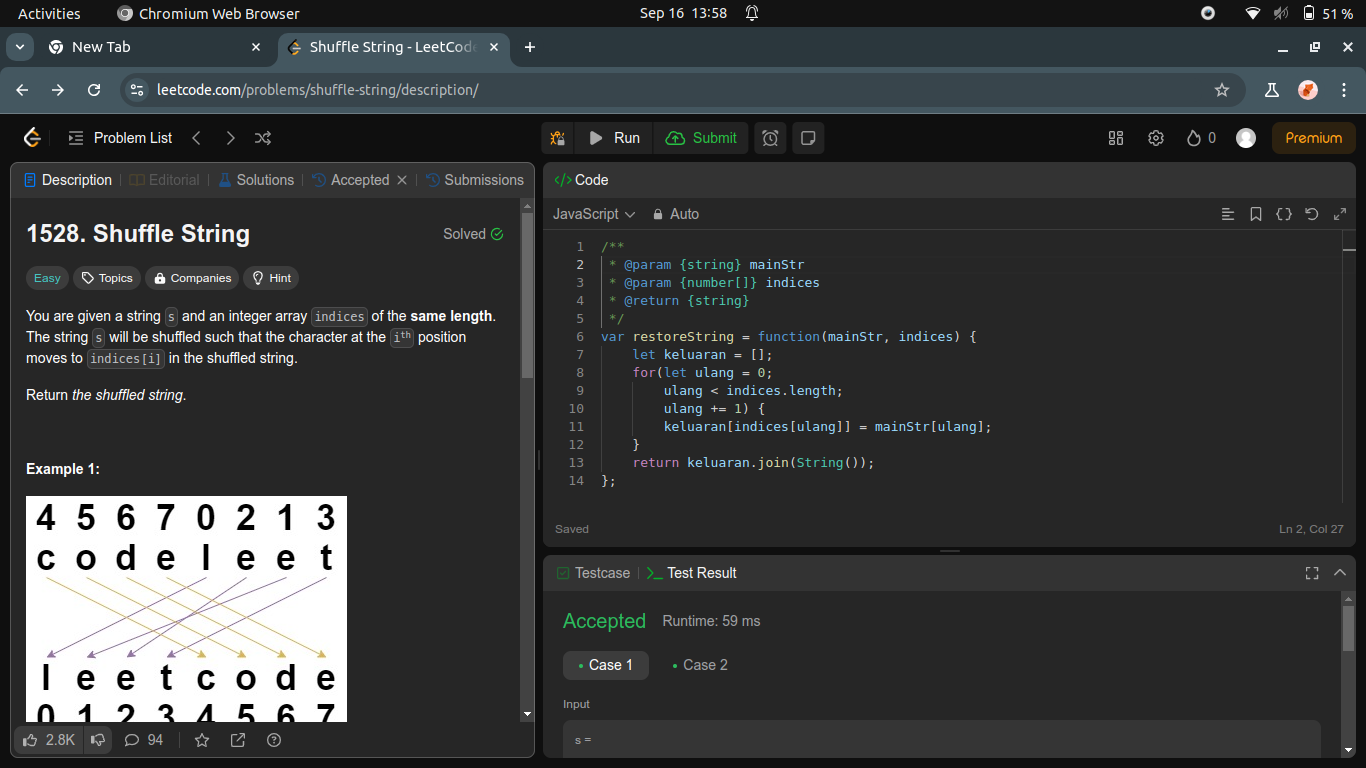 Activities Chromium Web Browser Sep 16 13:58 51 %
New Tab Shuffle String - LeetCod
leetcode.com/problems/shuffle-string/description/
Problem List Run Submit 0 Premium
Description Editorial Solutions Accepted Submissions
1528. Shuffle String Solved
Easy Topics Companies Hint
You are given a string s and an integer array indices of the same length.
The string s will be shuffled such that the character at the ith position
moves to indices[i] in the shuffled string.
Return the shuffled string.
Example 1:
4 5 6 7 0 2 1 3
c o d e l e e t
l e e t c o d e
0 1 2 3 4 5 6 7
2.8K 94
Code
JavaScript Auto
1 /**
2 * @param {string} mainStr
3 * @param {number[]} indices
4 * @return {string}
5 */
6 var restoreString = function(mainStr, indices) {
7 let keluaran = [];
8 for(let ulang = 0;
9 ulang < indices.length;
10 ulang += 1) {
11 keluaran[indices[ulang]] = mainStr[ulang];
12 }
13 return keluaran.join(String());
14 };
Saved Ln 2, Col 27
Testcase Test Result
Accepted Runtime: 59 ms
Case 1 Case 2
Input
s =